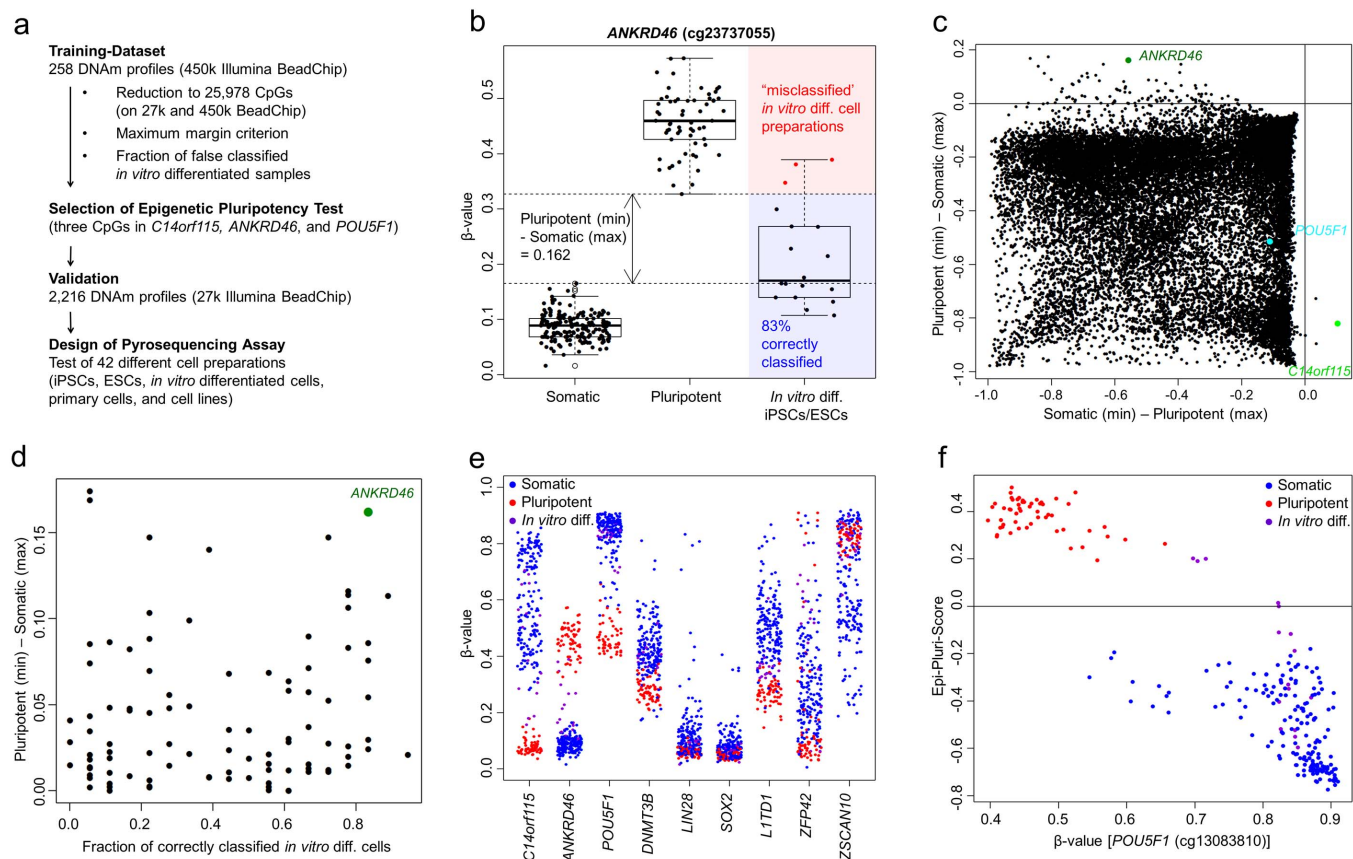 a
Training-Dataset
258 DNAm profiles (450k Illumina BeadChip)
• Reduction to 25,978 CpGs
(on 27k and 450k BeadChip)
• Maximum margin criterion
• Fraction of false classified
in vitro differentiated samples
Selection of Epigenetic Pluripotency Test
(three CpGs in C14orf115, ANKRD46, and POU5F1)
Validation
2,216 DNAm profiles (27k Illumina BeadChip)
Design of Pyrosequencing Assay
Test of 42 different cell preparations
(iPSCs, ESCs, in vitro differentiated cells,
primary cells, and cell lines)
b
ANKRD46 (cg23737055)
β-value
0.5
0.4
0.3
0.2
0.1
0.0
"misclassified'
in vitro diff. cell
preparations
Pluripotent (min)
- Somatic (max)
= 0.162
83%
correctly
classified
Somatic
Pluripotent
In vitro diff.
iPSCs/ESCs
c
Pluripotent (min) – Somatic (max)
0.2
0.0
-0.2
-0.4
-0.6
-0.8
-1.0
ANKRD46
POU5F1
C14orf115
-1.0 -0.8 -0.6 -0.4 -0.2 0.0
Somatic (min) – Pluripotent (max)
d
Pluripotent (min) – Somatic (max)
0.15
0.10
0.05
0.00
ANKRD46
0.0 0.2 0.4 0.6 0.8
Fraction of correctly classified in vitro diff. cells
e
β-value
1.0
0.8
0.6
0.4
0.2
0.0
Somatic
Pluripotent
In vitro diff.
C14orf115
ANKRD46
POU5F1
DNMT3B
LIN28
SOX2
L1TD1
ZFP42
ZSCAN10
f
Epi-Pluri-Score
0.4
0.2
0.0
-0.2
-0.4
-0.6
-0.8
Somatic
Pluripotent
In vitro diff.
0.4 0.5 0.6 0.7 0.8 0.9
β-value [POU5F1 (cg13083810)]